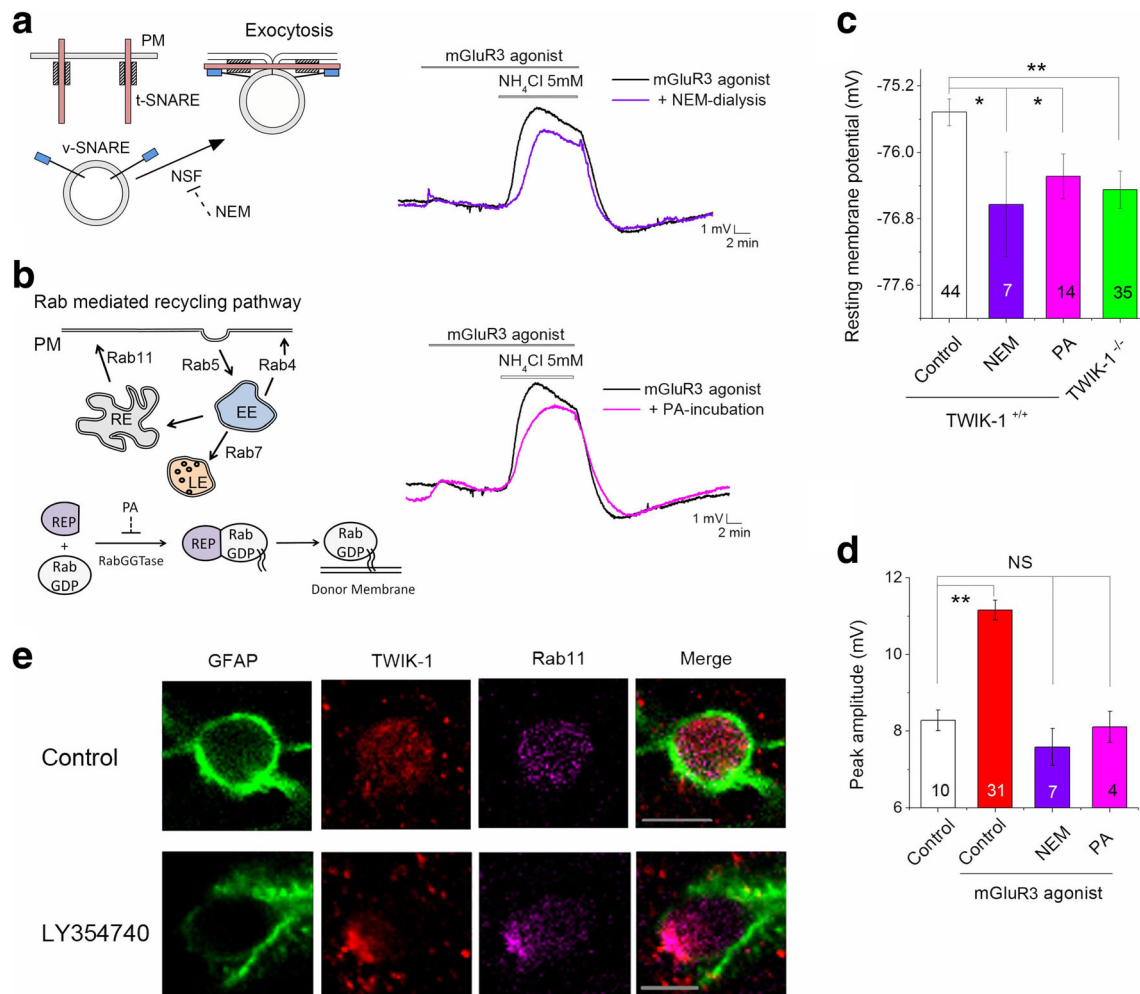 a
PM
t-SNARE
v-SNARE
NSF
NEM
Exocytosis
mGluR3 agonist
NH4Cl 5mM
mGluR3 agonist
+ NEM-dialysis
1 mV
2 min
b
Rab mediated recycling pathway
PM
Rab11
Rab5
Rab4
RE
EE
Rab7
LE
REP
+
Rab
GDP
PA
RabGGTase
REP
Rab
GDP
Rab
GDP
Donor Membrane
mGluR3 agonist
NH4Cl 5mM
mGluR3 agonist
+ PA-incubation
1 mV
2 min
c
Resting membrane potential (mV)
-75.2
-76.0
-76.8
-77.6
*
*
**
44
7
14
35
Control
NEM
PA
TWIK-1-/-
TWIK-1 +/+
d
Peak amplitude (mV)
12
10
8
6
NS
**
10
31
7
4
Control
Control
NEM
PA
mGluR3 agonist
e
GFAP
TWIK-1
Rab11
Merge
Control
LY354740